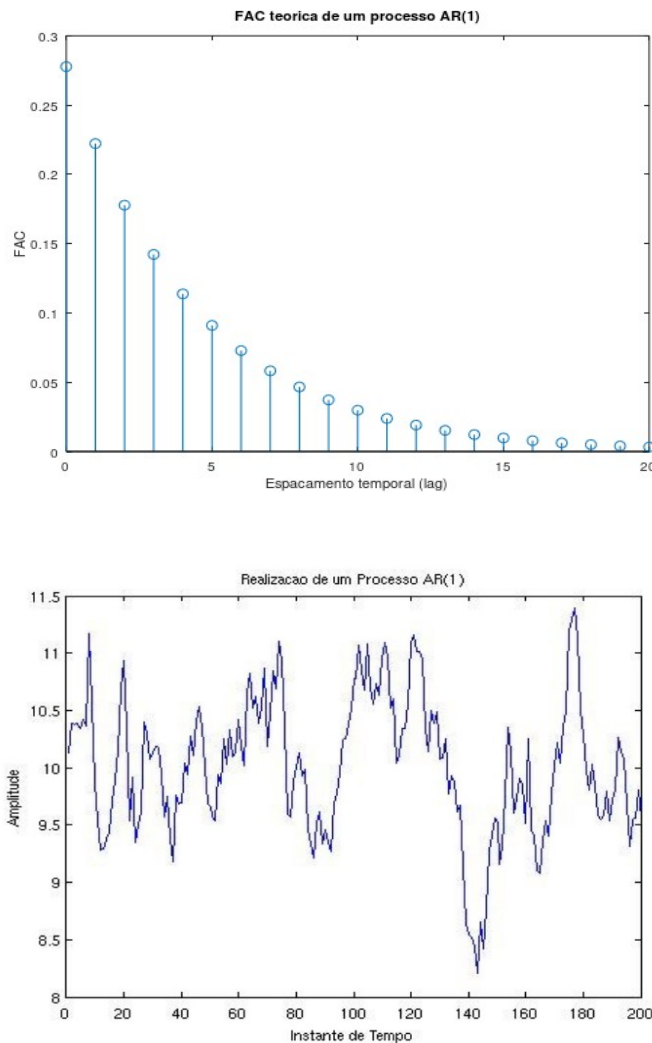 FAC teorica de um processo AR(1)
0.3
0.25
0.2
0.15
0.1
0.05
0
FAC
0 5 10 15 20
Espacamento temporal (lag)
Realizacao de um Processo AR(1)
11.5
11
10.5
10
9.5
9
8.5
8
Amplitude
0 20 40 60 80 100 120 140 160 180 200
Instante de Tempo